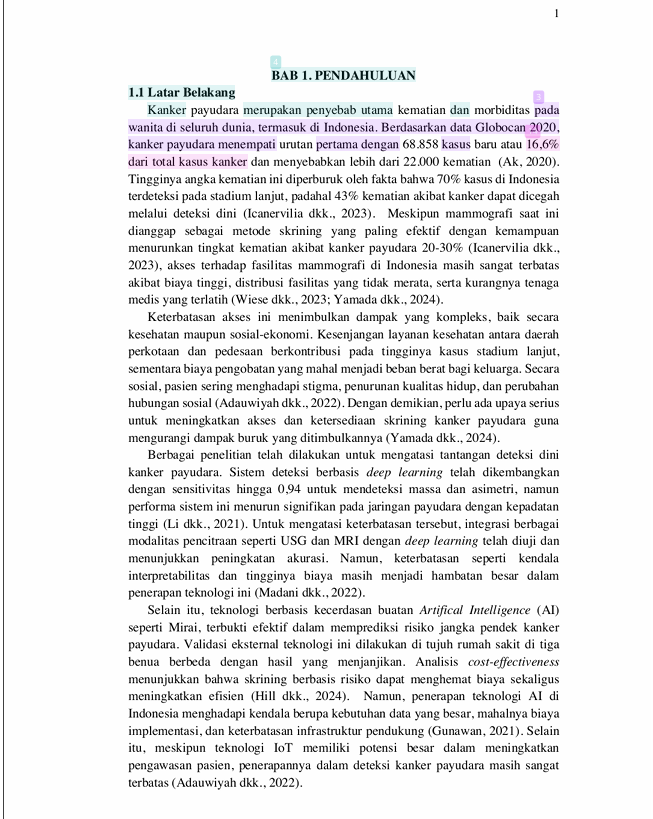 1
4
BAB 1. PENDAHULUAN
1.1 Latar Belakang
3
Kanker payudara merupakan penyebab utama kematian dan morbiditas pada
wanita di seluruh dunia, termasuk di Indonesia. Berdasarkan data Globocan 2020,
kanker payudara menempati urutan pertama dengan 68.858 kasus baru atau 16,6%
dari total kasus kanker dan menyebabkan lebih dari 22.000 kematian (Ak, 2020).
Tingginya angka kematian ini diperburuk oleh fakta bahwa 70% kasus di Indonesia
terdeteksi pada stadium lanjut, padahal 43% kematian akibat kanker dapat dicegah
melalui deteksi dini (Icanervilia dkk., 2023). Meskipun mammografi saat ini
dianggap sebagai metode skrining yang paling efektif dengan kemampuan
menurunkan tingkat kematian akibat kanker payudara 20-30% (Icanervilia dkk.,
2023), akses terhadap fasilitas mammografi di Indonesia masih sangat terbatas
akibat biaya tinggi, distribusi fasilitas yang tidak merata, serta kurangnya tenaga
medis yang terlatih (Wiese dkk., 2023; Yamada dkk., 2024).
Keterbatasan akses ini menimbulkan dampak yang kompleks, baik secara
kesehatan maupun sosial-ekonomi. Kesenjangan layanan kesehatan antara daerah
perkotaan dan pedesaan berkontribusi pada tingginya kasus stadium lanjut,
sementara biaya pengobatan yang mahal menjadi beban berat bagi keluarga. Secara
sosial, pasien sering menghadapi stigma, penurunan kualitas hidup, dan perubahan
hubungan sosial (Adauwiyah dkk., 2022). Dengan demikian, perlu ada upaya serius
untuk meningkatkan akses dan ketersediaan skrining kanker payudara guna
mengurangi dampak buruk yang ditimbulkannya (Yamada dkk., 2024).
Berbagai penelitian telah dilakukan untuk mengatasi tantangan deteksi dini
kanker payudara. Sistem deteksi berbasis deep learning telah dikembangkan
dengan sensitivitas hingga 0,94 untuk mendeteksi massa dan asimetri, namun
performa sistem ini menurun signifikan pada jaringan payudara dengan kepadatan
tinggi (Li dkk., 2021). Untuk mengatasi keterbatasan tersebut, integrasi berbagai
modalitas pencitraan seperti USG dan MRI dengan deep learning telah diuji dan
menunjukkan peningkatan akurasi. Namun, keterbatasan seperti kendala
interpretabilitas dan tingginya biaya masih menjadi hambatan besar dalam
penerapan teknologi ini (Madani dkk., 2022).
Selain itu, teknologi berbasis kecerdasan buatan Artifical Intelligence (AI)
seperti Mirai, terbukti efektif dalam memprediksi risiko jangka pendek kanker
payudara. Validasi eksternal teknologi ini dilakukan di tujuh rumah sakit di tiga
benua berbeda dengan hasil yang menjanjikan. Analisis cost-effectiveness
menunjukkan bahwa skrining berbasis risiko dapat menghemat biaya sekaligus
meningkatkan efisien (Hill dkk., 2024). Namun, penerapan teknologi AI di
Indonesia menghadapi kendala berupa kebutuhan data yang besar, mahalnya biaya
implementasi, dan keterbatasan infrastruktur pendukung (Gunawan, 2021). Selain
itu, meskipun teknologi IoT memiliki potensi besar dalam meningkatkan
pengawasan pasien, penerapannya dalam deteksi kanker payudara masih sangat
terbatas (Adauwiyah dkk., 2022).